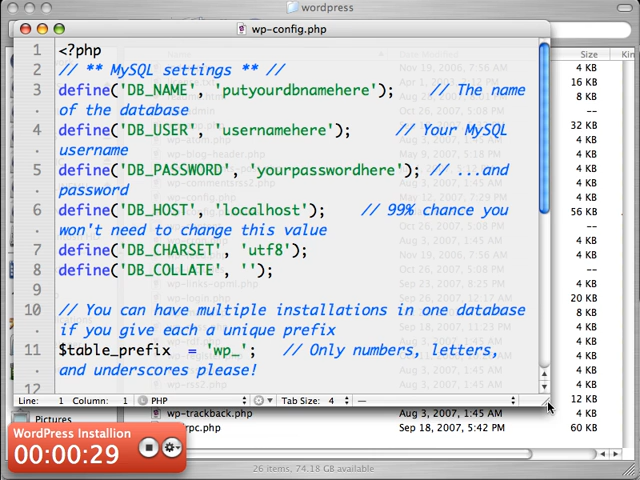 wordpress
wp-config.php
1 <?php
2 // ** MySQL settings ** //
3 define('DB_NAME', 'putyourdbnamehere');    // The name
· of the database
4 define('DB_USER', 'usernamehere');     // Your MySQL
· username
5 define('DB_PASSWORD', 'yourpasswordhere'); // ...and
· password
6 define('DB_HOST', 'localhost');    // 99% chance you
· won't need to change this value
7 define('DB_CHARSET', 'utf8');
8 define('DB_COLLATE', '');
9
10 // You can have multiple installations in one database
· if you give each a unique prefix
11 $table_prefix  = 'wp_';   // Only numbers, letters,
· and underscores please!
12
Line: 1 Column: 1 PHP Tab Size: 4 —
Size
4 KB
16 KB
8 KB
--
32 KB
4 KB
8 KB
4 KB
4 KB
--
56 KB
4 KB
--
4 KB
20 KB
8 KB
4 KB
4 KB
4 KB
4 KB
12 KB
Pictures
wp-trackback.php Aug 3, 2007, 1:45 AM 4 KB
rpc.php Sep 18, 2007, 5:42 PM 60 KB
WordPress Installion
00:00:29
26 items, 74.18 GB available